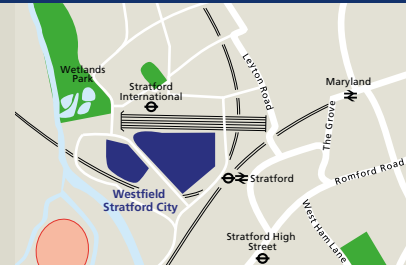 Wetlands
Park
Stratford
International
Leyton Road
Maryland
The Grove
Romford Road
Stratford
Westfield
Stratford City
West Ham Lane
Stratford High
Street